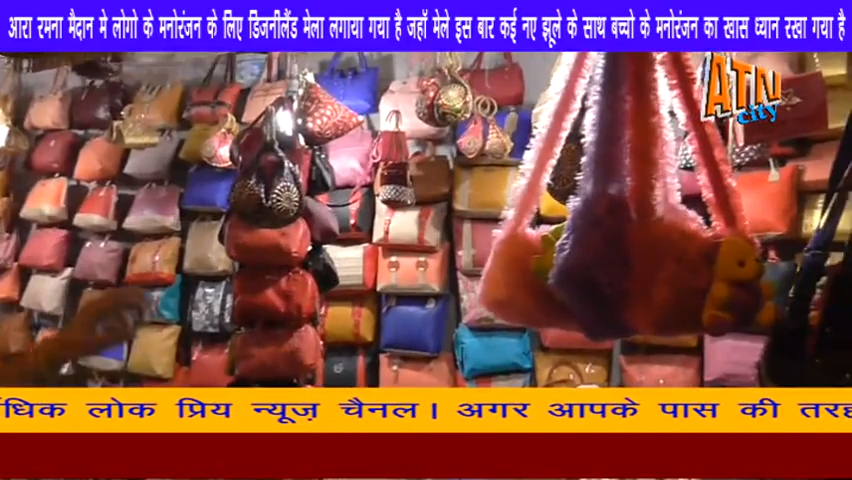 आरा रमना मैदान मे लोगो के मनोरंजन के लिए डिजनीलैंड मेला लगाया गया है जहाॅ मेले इस बार कई नए झूले के साथ बच्चो के मनोरंजन का खास ध्यान रखा गया है
ATN
city
र्वाधिक लोक प्रिय न्यूज़ चैनल। अगर आपके पास की तरह